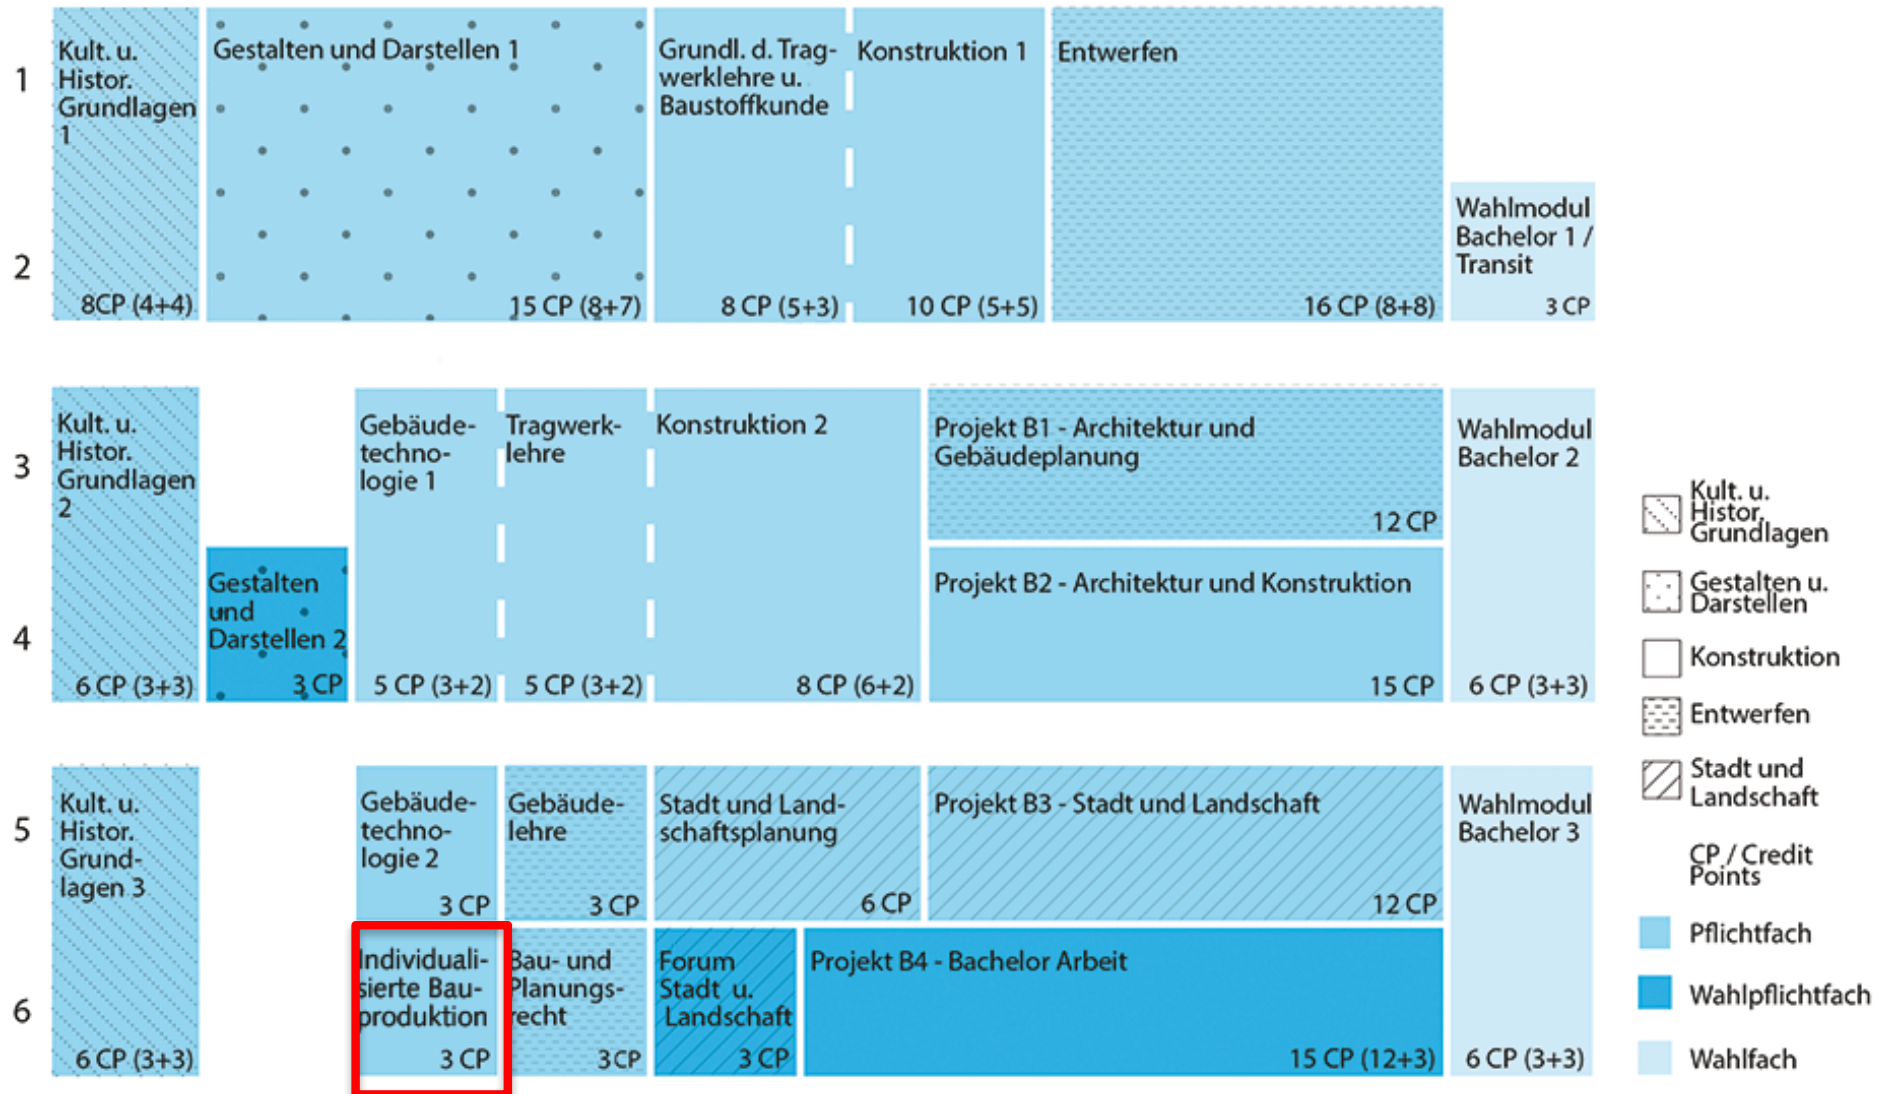 1
Kult. u.
Histor.
Grundlagen
1
8CP (4+4)
Gestalten und Darstellen 1
15 CP (8+7)
Grundl. d. Trag-
werklehre u.
Baustoffkunde
8 CP (5+3)
Konstruktion 1
10 CP (5+5)
Entwerfen
16 CP (8+8)
2
Wahlmodul
Bachelor 1 /
Transit
3 CP
3
Kult. u.
Histor.
Grundlagen
2
6 CP (3+3)
Gestalten
und
Darstellen 2
3 CP
Gebäude-
techno-
logie 1
5 CP (3+2)
Tragwerk-
lehre
5 CP (3+2)
Konstruktion 2
8 CP (6+2)
Projekt B1 - Architektur und
Gebäudeplanung
12 CP
4
Projekt B2 - Architektur und Konstruktion
15 CP
Wahlmodul
Bachelor 2
6 CP (3+3)
5
Kult. u.
Histor.
Grund-
lagen 3
6 CP (3+3)
Gebäude-
techno-
logie 2
3 CP
Gebäude-
lehre
3 CP
Stadt und Land-
schaftsplanung
6 CP
Projekt B3 - Stadt und Landschaft
12 CP
Wahlmodul
Bachelor 3
6 CP (3+3)
6
Individuali-
sierte Bau-
produktion
3 CP
Bau- und
Planungs-
recht
3 CP
Forum
Stadt u.
Landschaft
3 CP
Projekt B4 - Bachelor Arbeit
15 CP (12+3)
Kult. u.
Histor.
Grundlagen
Gestalten u.
Darstellen
Konstruktion
Entwerfen
Stadt und
Landschaft
CP / Credit
Points
Pflichtfach
Wahlpflichtfach
Wahlfach